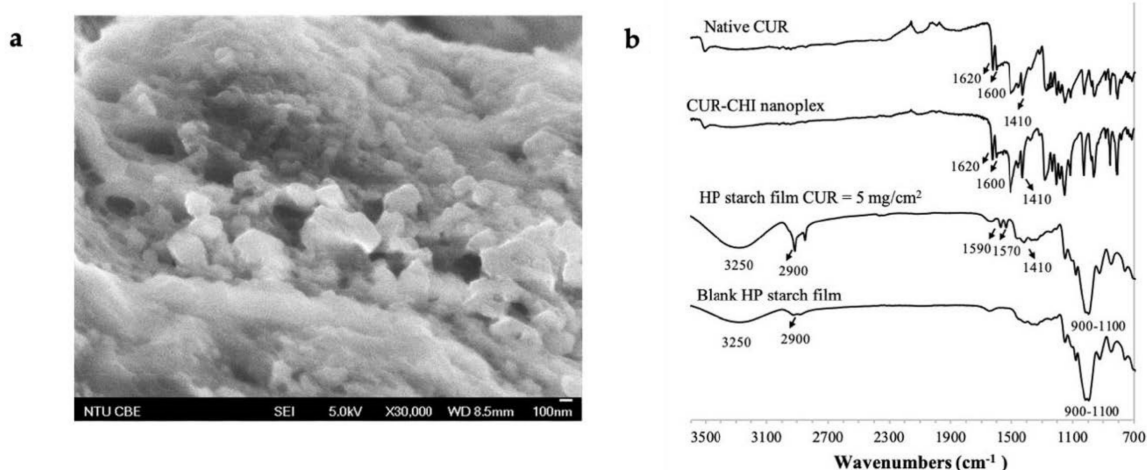 a
NTU CBE SEI 5.0kV X30,000 WD 8.5mm 100nm
b
Native CUR
1620
1600
1410
CUR-CHI nanoplex
1620
1600
1410
HP starch film CUR = 5 mg/cm²
3250
2900
1590
1570
1410
900-1100
Blank HP starch film
3250
2900
900-1100
3500 3100 2700 2300 1900 1500 1100 700
Wavenumbers (cm⁻¹)